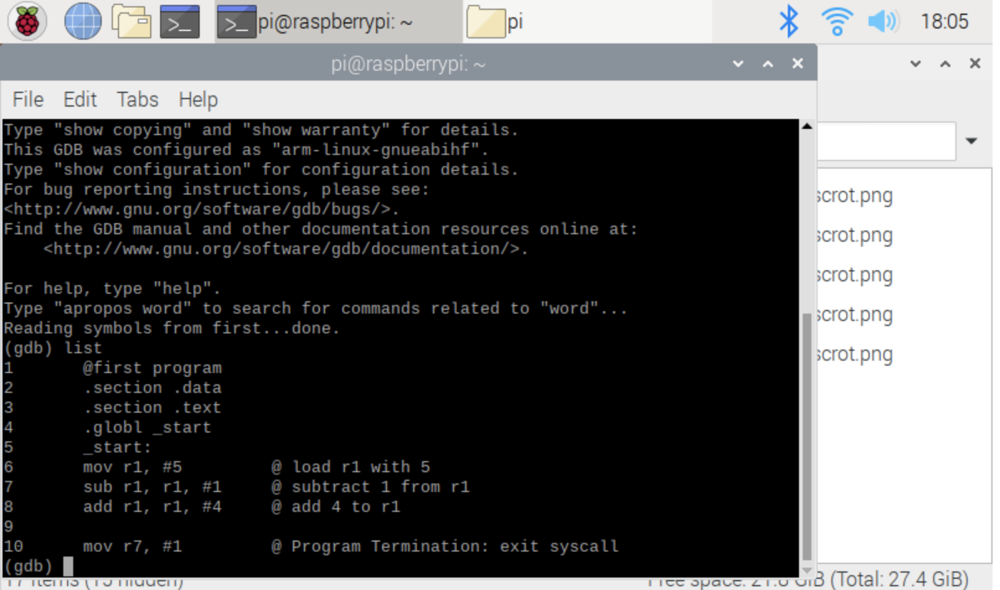 pi@raspberrypi: ~
pi
18:05
pi@raspberrypi: ~
File Edit Tabs Help
Type "show copying" and "show warranty" for details.
This GDB was configured as "arm-linux-gnueabihf".
Type "show configuration" for configuration details.
For bug reporting instructions, please see:
<http://www.gnu.org/software/gdb/bugs/>.
Find the GDB manual and other documentation resources online at:
    <http://www.gnu.org/software/gdb/documentation/>.
For help, type "help".
Type "apropos word" to search for commands related to "word"...
Reading symbols from first...done.
(gdb) list
1       @first program
2       .section .data
3       .section .text
4       .globl _start
5       _start:
6       mov r1, #5         @ load r1 with 5
7       sub r1, r1, #1     @ subtract 1 from r1
8       add r1, r1, #4     @ add 4 to r1
9
10      mov r7, #1         @ Program Termination: exit syscall
(gdb)
scrot.png
scrot.png
scrot.png
scrot.png
scrot.png
17 items (15 hidden)
Free space: 21.8 GiB (Total: 27.4 GiB)